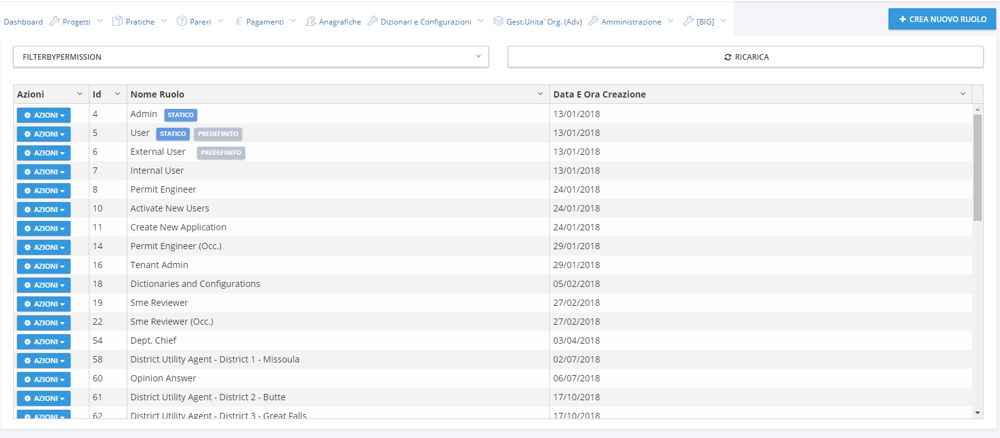 Dashboard Progetti Pratiche Pareri € Pagamenti Anagrafiche Dizionari e Configurazioni Gest.Unita' Org. (Adv) Amministrazione [BIG] + CREA NUOVO RUOLO
FILTERBYPERMISSION RICARICA
Azioni Id Nome Ruolo Data E Ora Creazione
AZIONI 4 Admin STATICO 13/01/2018
AZIONI 5 User STATICO PREDEFINITO 13/01/2018
AZIONI 6 External User PREDEFINITO 13/01/2018
AZIONI 7 Internal User 13/01/2018
AZIONI 8 Permit Engineer 24/01/2018
AZIONI 10 Activate New Users 24/01/2018
AZIONI 11 Create New Application 24/01/2018
AZIONI 14 Permit Engineer (Occ.) 29/01/2018
AZIONI 16 Tenant Admin 29/01/2018
AZIONI 18 Dictionaries and Configurations 05/02/2018
AZIONI 19 Sme Reviewer 27/02/2018
AZIONI 22 Sme Reviewer (Occ.) 27/02/2018
AZIONI 54 Dept. Chief 03/04/2018
AZIONI 58 District Utility Agent - District 1 - Missoula 02/07/2018
AZIONI 60 Opinion Answer 06/07/2018
AZIONI 61 District Utility Agent - District 2 - Butte 17/10/2018
AZIONI 62 District Utility Agent - District 3 - Great Falls 17/10/2018